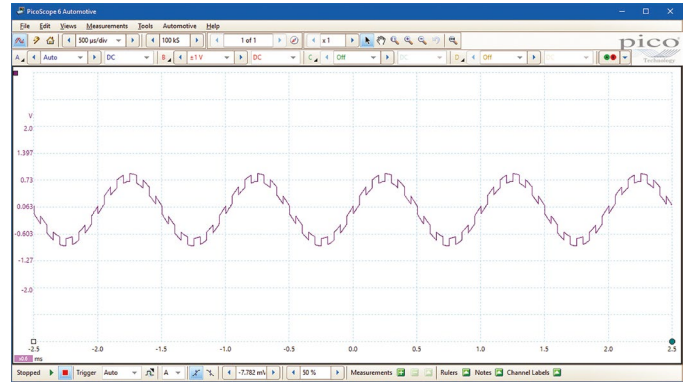 PicoScope 6 Automotive
File Edit Views Measurements Tools Automotive Help
500 µs/div 100 kS 1 of 1 x 1
pico
Technology
A Auto DC B ±1 V DC C Off DC D Off DC
V
2.0
1.397
0.73
0.063
-0.603
-1.27
-2.0
-2.5 -2.0 -1.5 -1.0 -0.5 0.0 0.5 1.0 1.5 2.0 2.5
ms
Stopped Trigger Auto A -7.782 mV 50 % Measurements Rulers Notes Channel Labels